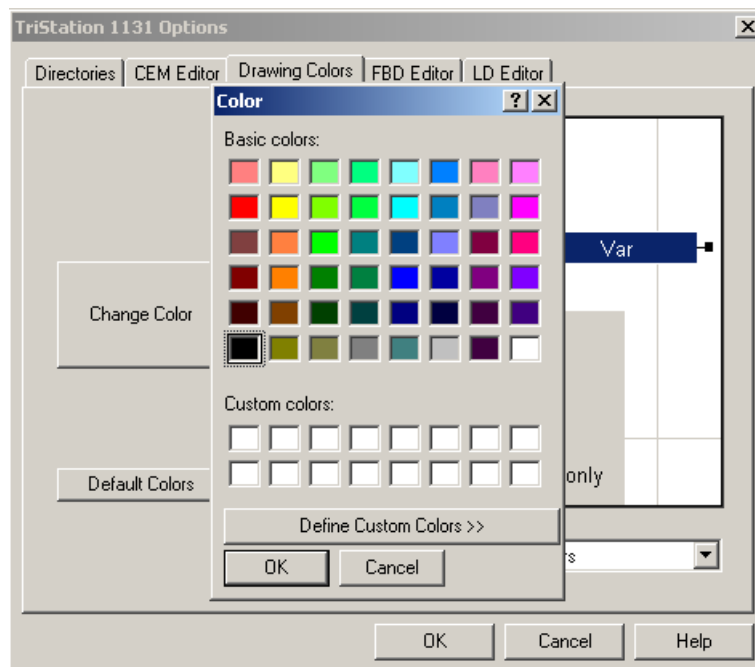 TriStation 1131 Options
Directories CEM Editor Drawing Colors FBD Editor LD Editor
Color
Basic colors:
Var
Change Color
Custom colors:
Default Colors
only
Define Custom Colors >>
rs
OK Cancel
OK Cancel Help